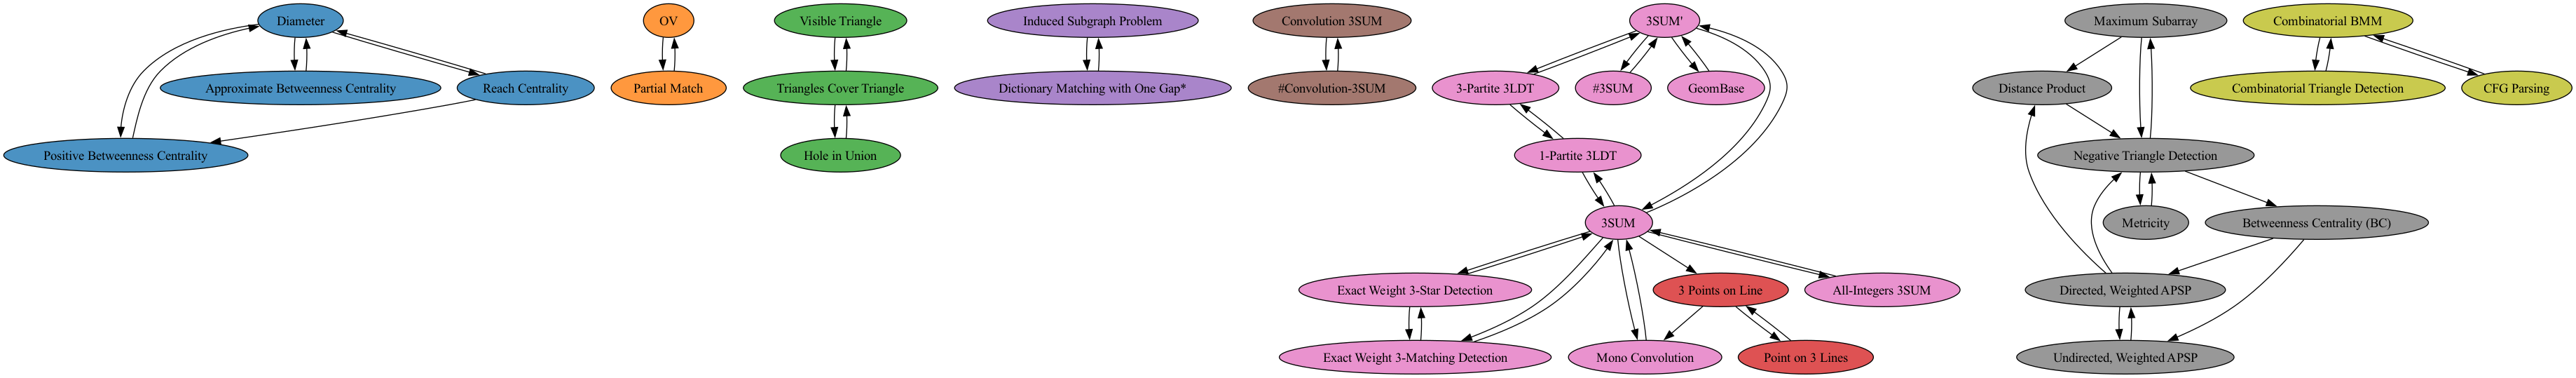 Diameter
OV
Visible Triangle
Induced Subgraph Problem
Convolution 3SUM
3SUM'
Maximum Subarray
Combinatorial BMM
Approximate Betweenness Centrality
Reach Centrality
Partial Match
Triangles Cover Triangle
Dictionary Matching with One Gap*
#Convolution-3SUM
3-Partite 3LDT
#3SUM
GeomBase
Distance Product
Combinatorial Triangle Detection
CFG Parsing
Positive Betweenness Centrality
Hole in Union
1-Partite 3LDT
Negative Triangle Detection
3SUM
Metricity
Betweenness Centrality (BC)
Exact Weight 3-Star Detection
3 Points on Line
All-Integers 3SUM
Directed, Weighted APSP
Exact Weight 3-Matching Detection
Mono Convolution
Point on 3 Lines
Undirected, Weighted APSP